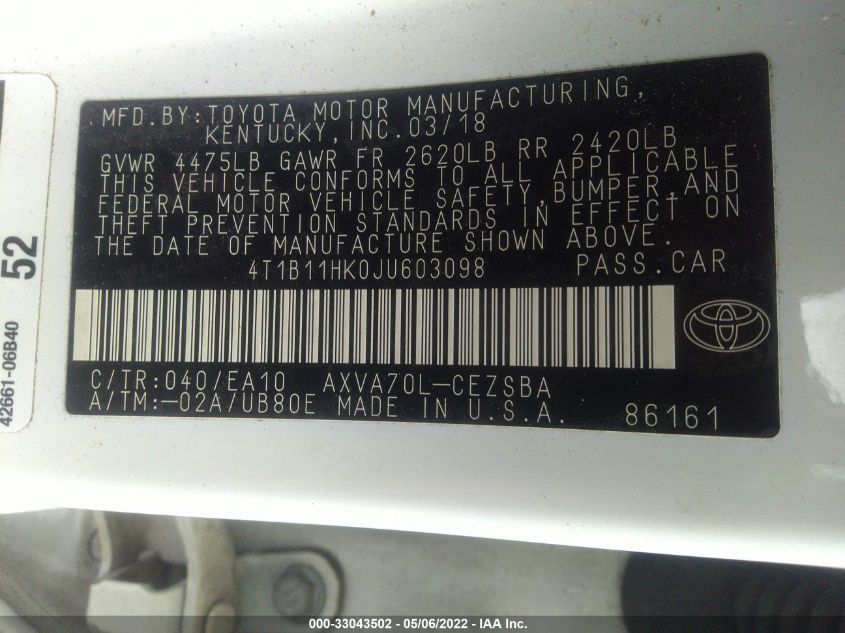 MFD.BY:TOYOTA MOTOR MANUFACTURING,
KENTUCKY,INC.03/18
GVWR 4475LB GAWR FR 2620LB RR 2420LB
THIS VEHICLE CONFORMS TO ALL APPLICABLE
FEDERAL MOTOR VEHICLE SAFETY,BUMPER,AND
THEFT PREVENTION STANDARDS IN EFFECT ON
THE DATE OF MANUFACTURE SHOWN ABOVE.
4T1B11HK0JU603098 PASS.CAR
C/TR:040/EA10 AXVA70L-CEZSBA
A/TM:-02A/UB80E MADE IN U.S.A. 86161
52
42661-06B40
000-33043502 - 05/06/2022 - IAA Inc.